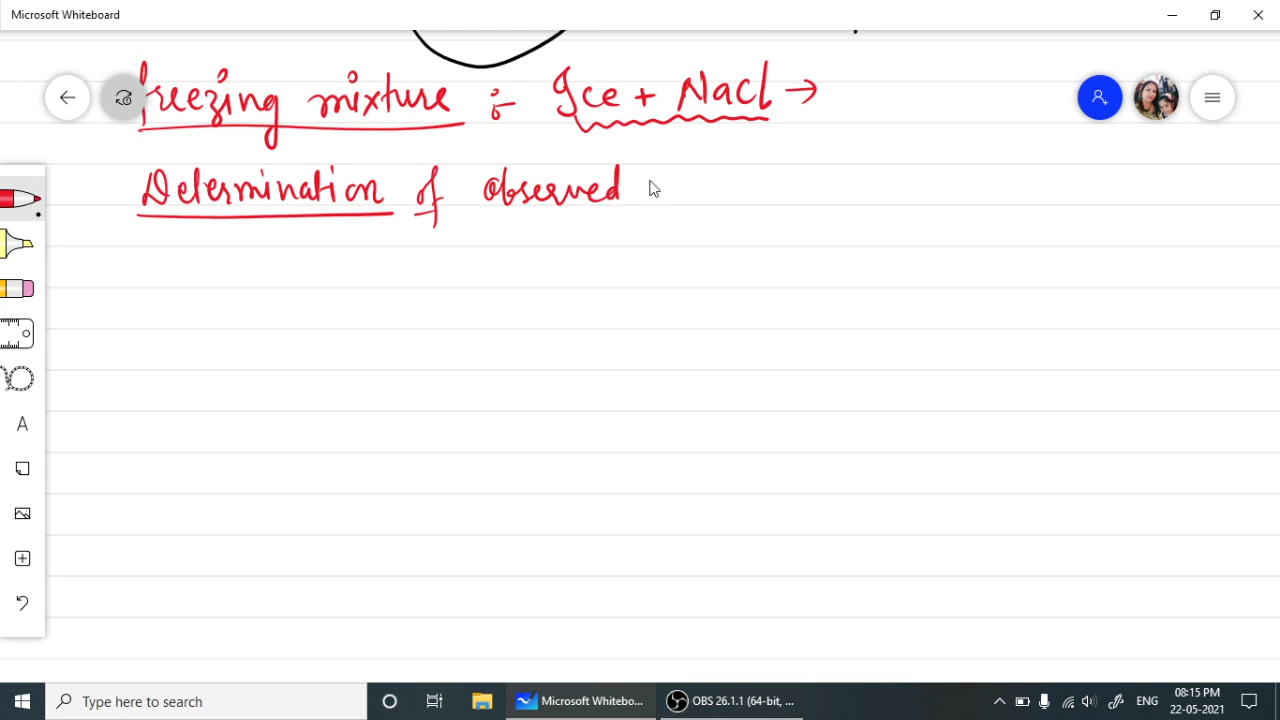 Microsoft Whiteboard
freezing mixture :- Ice + NaCl →
Determination of observed
A
Type here to search
Microsoft Whitebo...
OBS 26.1.1 (64-bit, ...
ENG
08:15 PM
22-05-2021